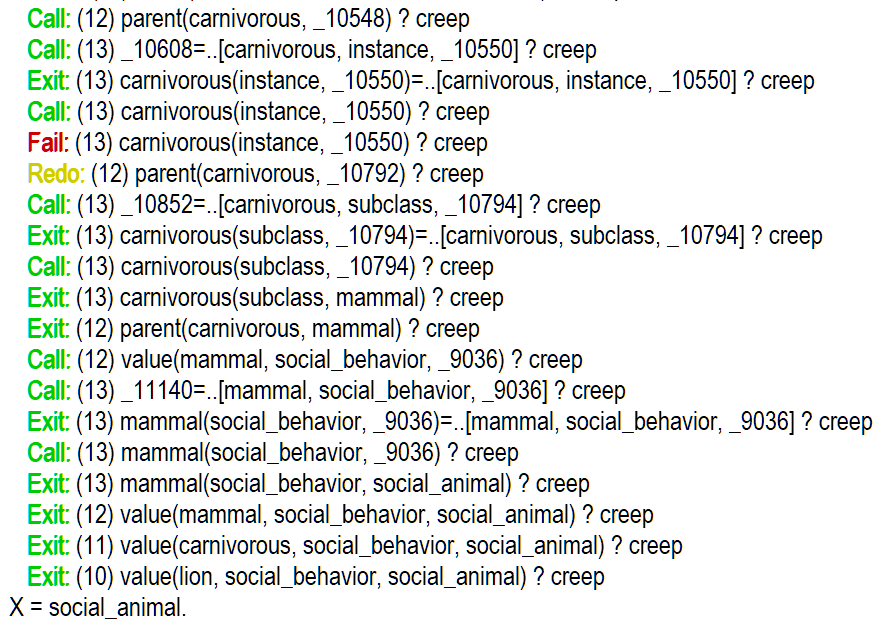 Call: (12) parent(carnivorous, _10548) ? creep
Call: (13) _10608=..[carnivorous, instance, _10550] ? creep
Exit: (13) carnivorous(instance, _10550)=..[carnivorous, instance, _10550] ? creep
Call: (13) carnivorous(instance, _10550) ? creep
Fail: (13) carnivorous(instance, _10550) ? creep
Redo: (12) parent(carnivorous, _10792) ? creep
Call: (13) _10852=..[carnivorous, subclass, _10794] ? creep
Exit: (13) carnivorous(subclass, _10794)=..[carnivorous, subclass, _10794] ? creep
Call: (13) carnivorous(subclass, _10794) ? creep
Exit: (13) carnivorous(subclass, mammal) ? creep
Exit: (12) parent(carnivorous, mammal) ? creep
Call: (12) value(mammal, social_behavior, _9036) ? creep
Call: (13) _11140=..[mammal, social_behavior, _9036] ? creep
Exit: (13) mammal(social_behavior, _9036)=..[mammal, social_behavior, _9036] ? creep
Call: (13) mammal(social_behavior, _9036) ? creep
Exit: (13) mammal(social_behavior, social_animal) ? creep
Exit: (12) value(mammal, social_behavior, social_animal) ? creep
Exit: (11) value(carnivorous, social_behavior, social_animal) ? creep
Exit: (10) value(lion, social_behavior, social_animal) ? creep
X = social_animal.